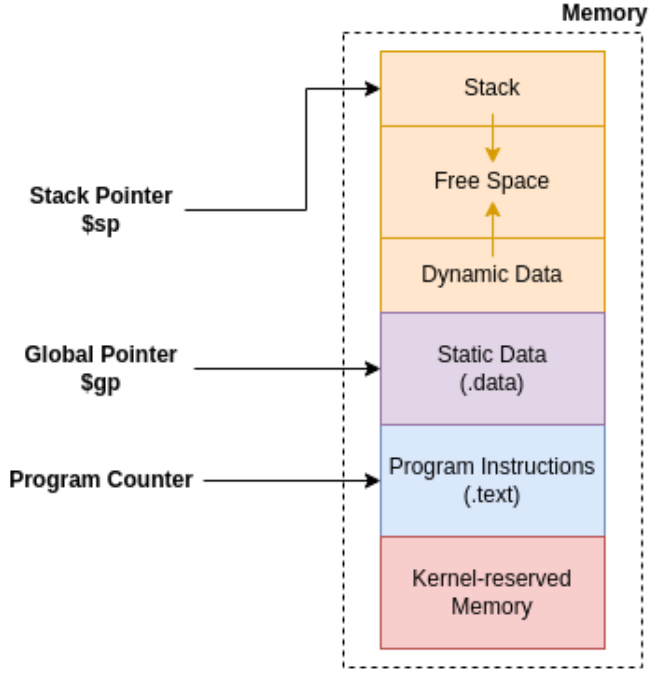 Memory
Stack
Stack Pointer
$sp
Free Space
Dynamic Data
Global Pointer
$gp
Static Data
(.data)
Program Counter
Program Instructions
(.text)
Kernel-reserved
Memory